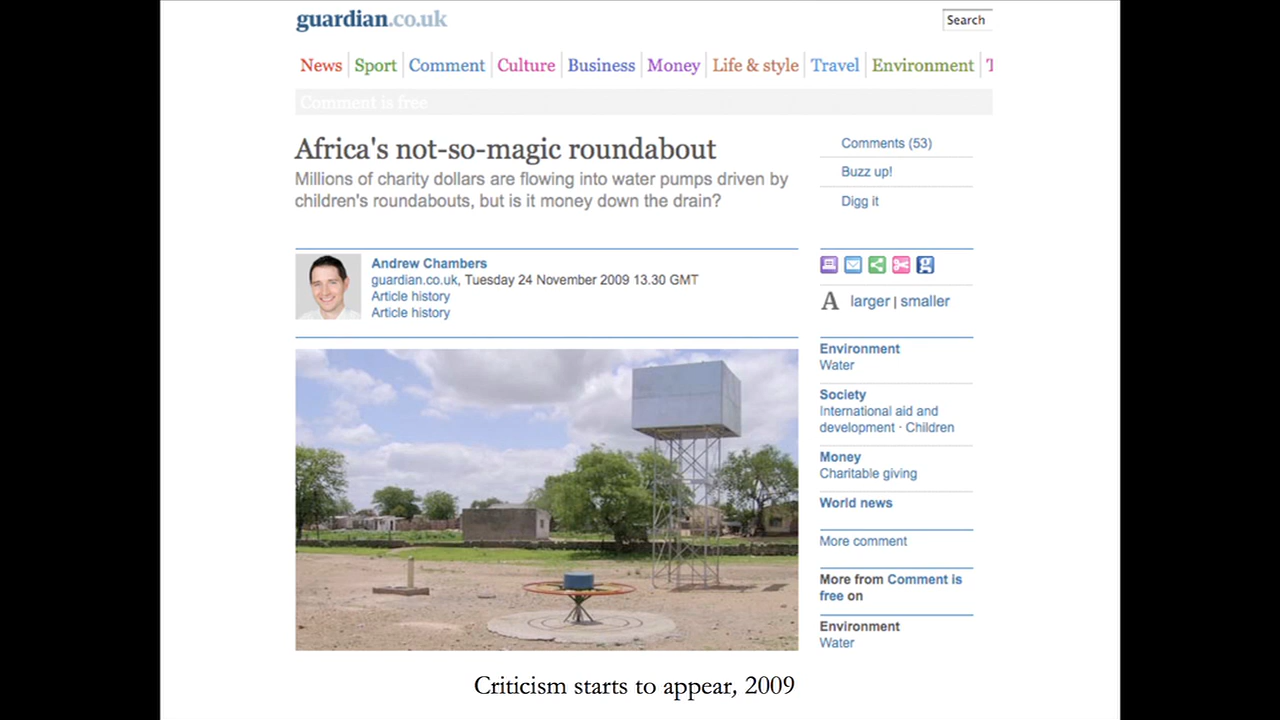 guardian.co.uk
Search
News Sport Comment Culture Business Money Life & style Travel Environment
Comment is free
Africa's not-so-magic roundabout
Millions of charity dollars are flowing into water pumps driven by
children's roundabouts, but is it money down the drain?
Andrew Chambers
guardian.co.uk, Tuesday 24 November 2009 13.30 GMT
Article history
Article history
Comments (53)
Buzz up!
Digg it
A larger | smaller
Environment
Water
Society
International aid and
development · Children
Money
Charitable giving
World news
More comment
More from Comment is
free on
Environment
Water
Criticism starts to appear, 2009